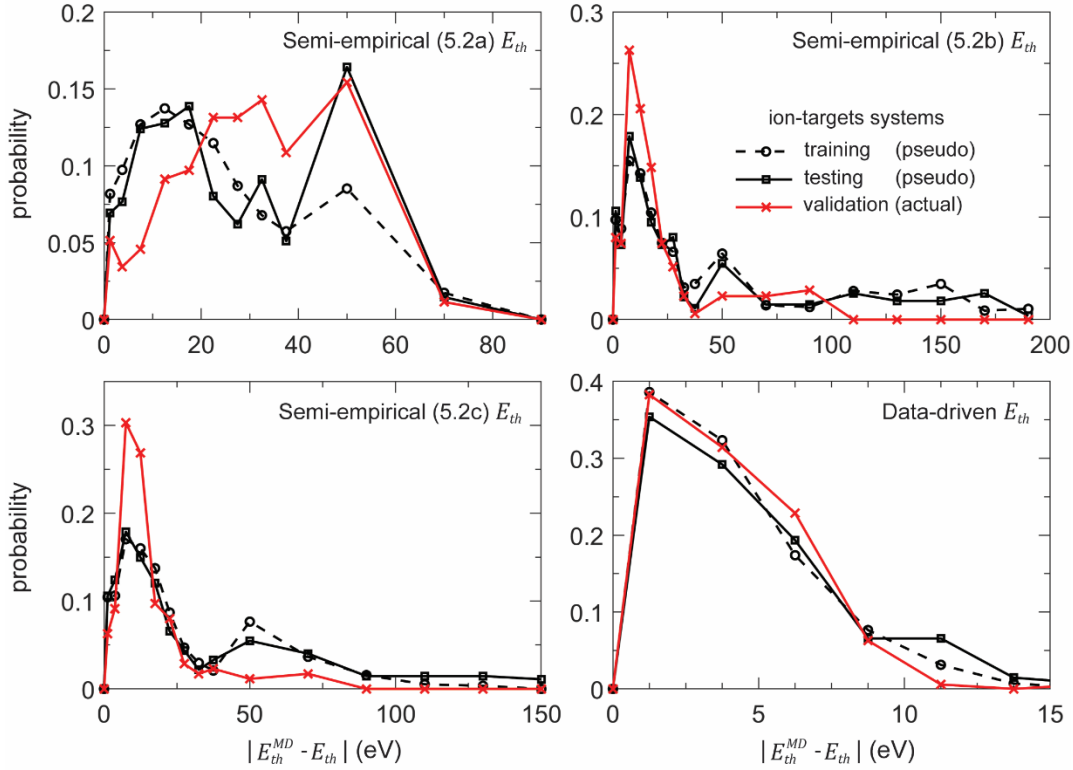 0.2
0.15
0.1
0.05
0
probability
Semi-empirical (5.2a) E_th
0 20 40 60 80
0.3
0.2
0.1
0
Semi-empirical (5.2b) E_th
ion-targets systems
training (pseudo)
testing (pseudo)
validation (actual)
0 50 100 150 200
0.3
0.2
0.1
0
probability
Semi-empirical (5.2c) E_th
0 50 100 150
| E_th^MD - E_th | (eV)
0.4
0.3
0.2
0.1
0
Data-driven E_th
0 5 10 15
| E_th^MD - E_th | (eV)